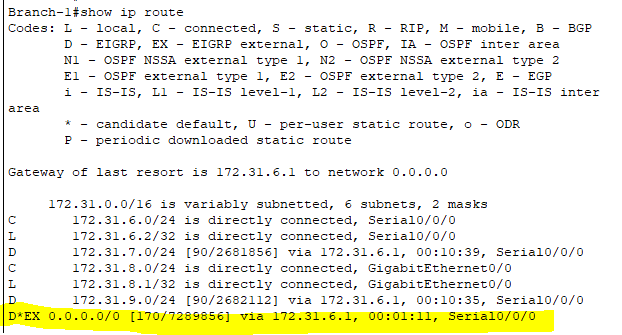 Branch-1#show ip route
Codes: L - local, C - connected, S - static, R - RIP, M - mobile, B - BGP
D - EIGRP, EX - EIGRP external, O - OSPF, IA - OSPF inter area
N1 - OSPF NSSA external type 1, N2 - OSPF NSSA external type 2
E1 - OSPF external type 1, E2 - OSPF external type 2, E - EGP
i - IS-IS, L1 - IS-IS level-1, L2 - IS-IS level-2, ia - IS-IS inter
area
* - candidate default, U - per-user static route, o - ODR
P - periodic downloaded static route
Gateway of last resort is 172.31.6.1 to network 0.0.0.0
172.31.0.0/16 is variably subnetted, 6 subnets, 2 masks
C 172.31.6.0/24 is directly connected, Serial0/0/0
L 172.31.6.2/32 is directly connected, Serial0/0/0
D 172.31.7.0/24 [90/2681856] via 172.31.6.1, 00:10:39, Serial0/0/0
C 172.31.8.0/24 is directly connected, GigabitEthernet0/0
L 172.31.8.1/32 is directly connected, GigabitEthernet0/0
D 172.31.9.0/24 [90/2682112] via 172.31.6.1, 00:10:35, Serial0/0/0
D*EX 0.0.0.0/0 [170/7289856] via 172.31.6.1, 00:01:11, Serial0/0/0